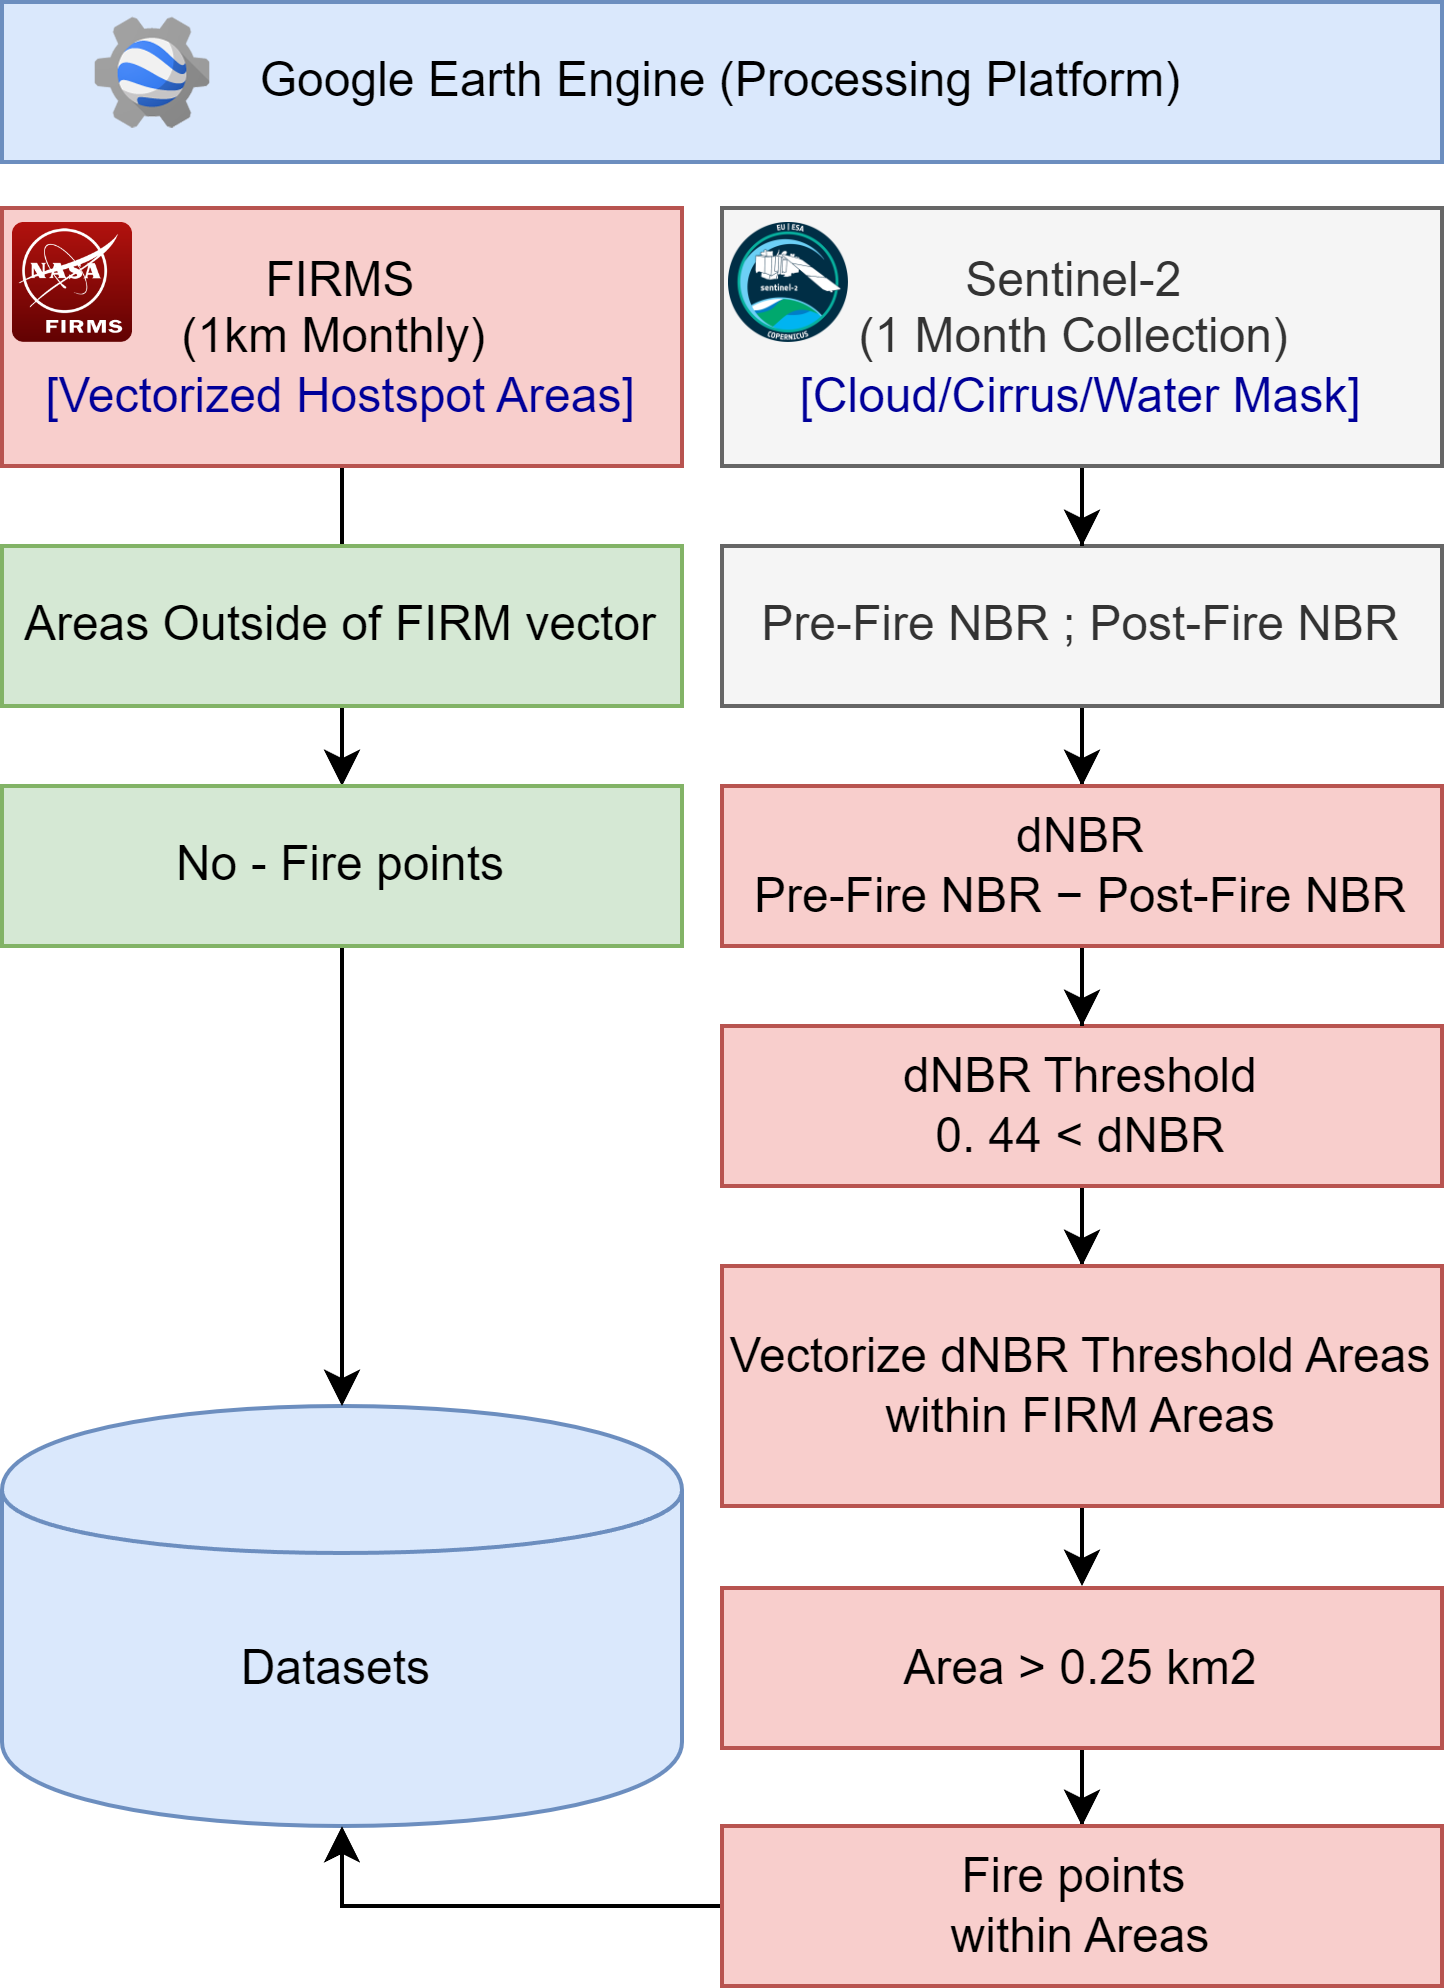 Google Earth Engine (Processing Platform)
NASA
FIRMS
FIRMS
(1km Monthly)
[Vectorized Hostspot Areas]
EU | ESA
sentinel-2
COPERNICUS
Sentinel-2
(1 Month Collection)
[Cloud/Cirrus/Water Mask]
Areas Outside of FIRM vector
Pre-Fire NBR ; Post-Fire NBR
No - Fire points
dNBR
Pre-Fire NBR − Post-Fire NBR
dNBR Threshold
0. 44 < dNBR
Vectorize dNBR Threshold Areas
within FIRM Areas
Datasets
Area > 0.25 km2
Fire points
within Areas